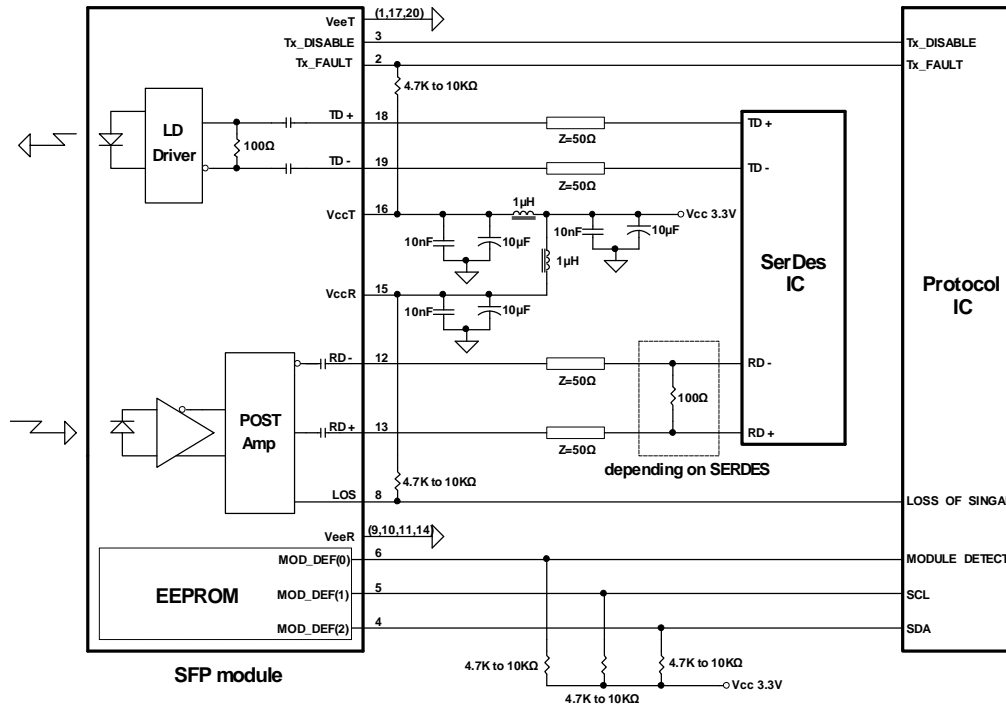 VeeT (1,17,20)
Tx_DISABLE 3 Tx_DISABLE
Tx_FAULT 2 Tx_FAULT
4.7K to 10KΩ
LD
Driver
100Ω
TD+ 18 Z=50Ω TD+
TD- 19 Z=50Ω TD-
VccT 16 1µH Vcc 3.3V
10nF 10µF 10nF 10µF
1µH
VccR 15
10nF 10µF
SerDes
IC
Protocol
IC
RD- 12 Z=50Ω RD-
POST
Amp
100Ω
RD+ 13 Z=50Ω RD+
depending on SERDES
4.7K to 10KΩ
LOS 8 LOSS OF SINGAL
VeeR (9,10,11,14)
EEPROM
MOD_DEF(0) 6 MODULE DETECT
MOD_DEF(1) 5 SCL
MOD_DEF(2) 4 SDA
4.7K to 10KΩ 4.7K to 10KΩ
4.7K to 10KΩ
Vcc 3.3V
SFP module